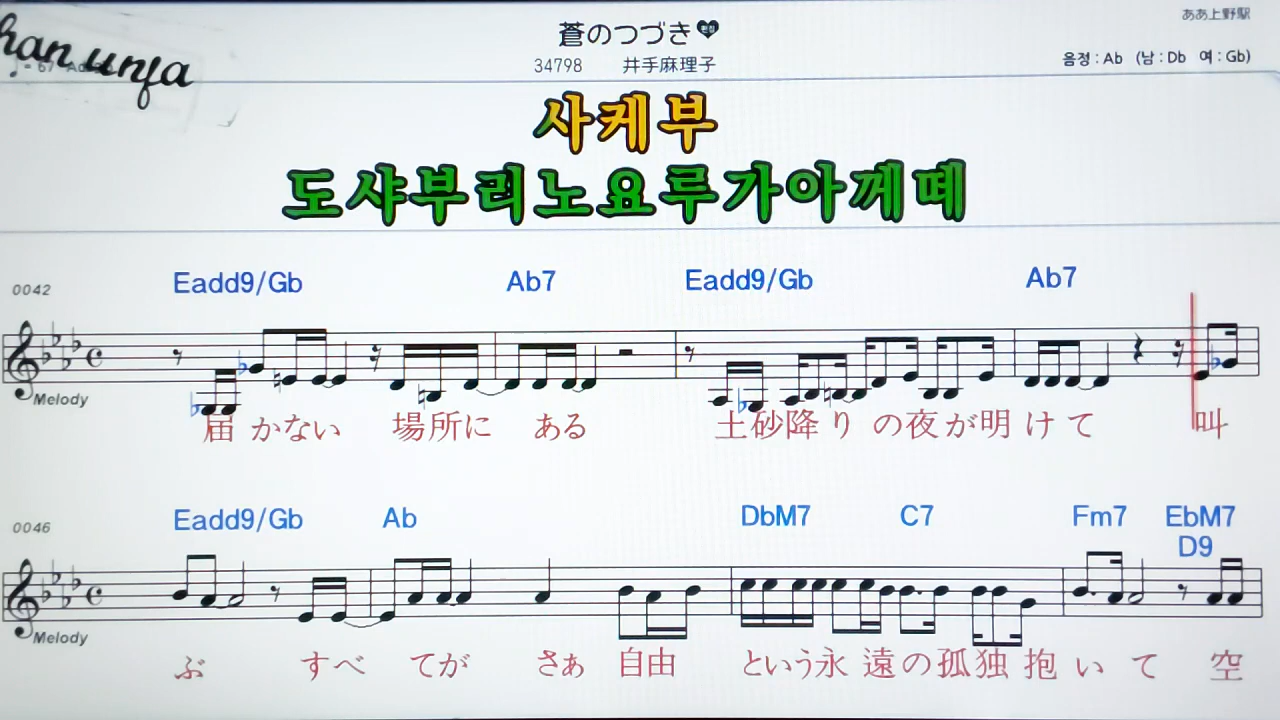 ああ上野駅
蒼のつづき
34798 井手麻理子
음정 : Ab (남 : Db 여 : Gb)
han unja
사케부
도샤부리노요루가아께떼
0042 Eadd9/Gb Ab7 Eadd9/Gb Ab7
Melody
届かない 場所に ある 土砂降りの夜が明けて 叫
0046 Eadd9/Gb Ab DbM7 C7 Fm7 EbM7
D9
Melody
ぶ すべてが さぁ 自由 という永遠の孤独抱いて 空